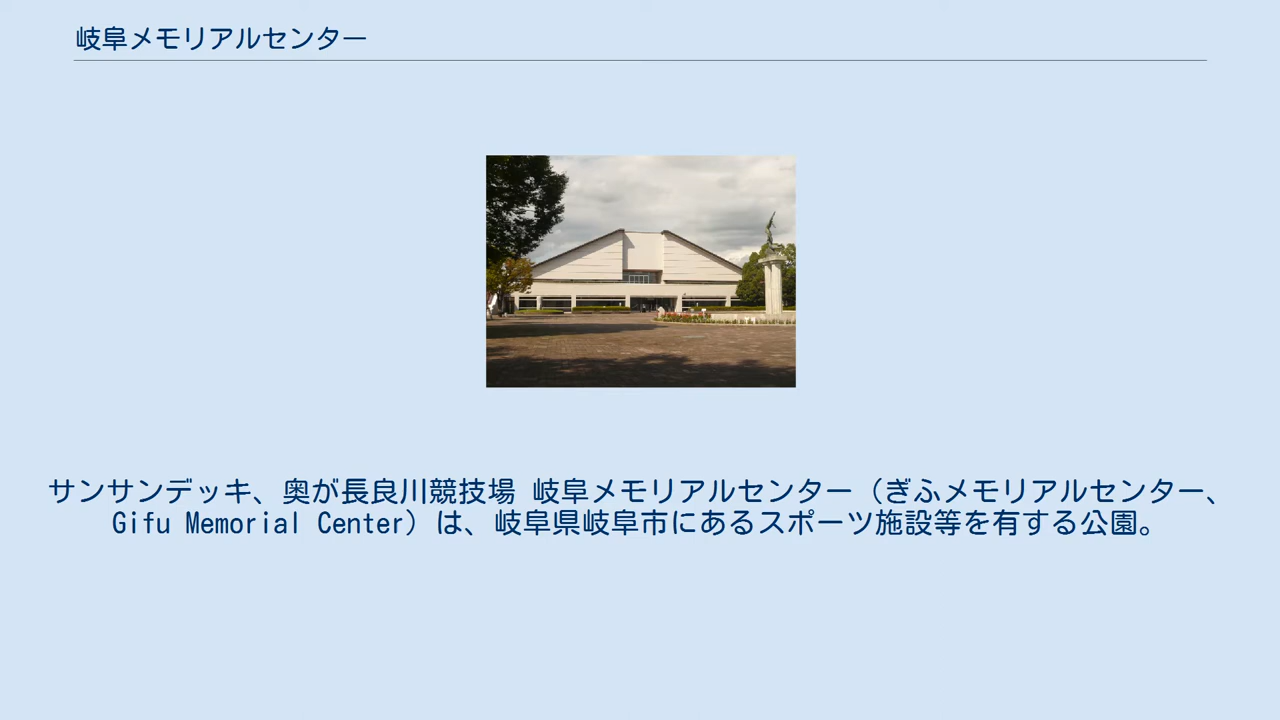 岐阜メモリアルセンター
サンサンデッキ、奥が長良川競技場 岐阜メモリアルセンター（ぎふメモリアルセンター、
Gifu Memorial Center）は、岐阜県岐阜市にあるスポーツ施設等を有する公園。